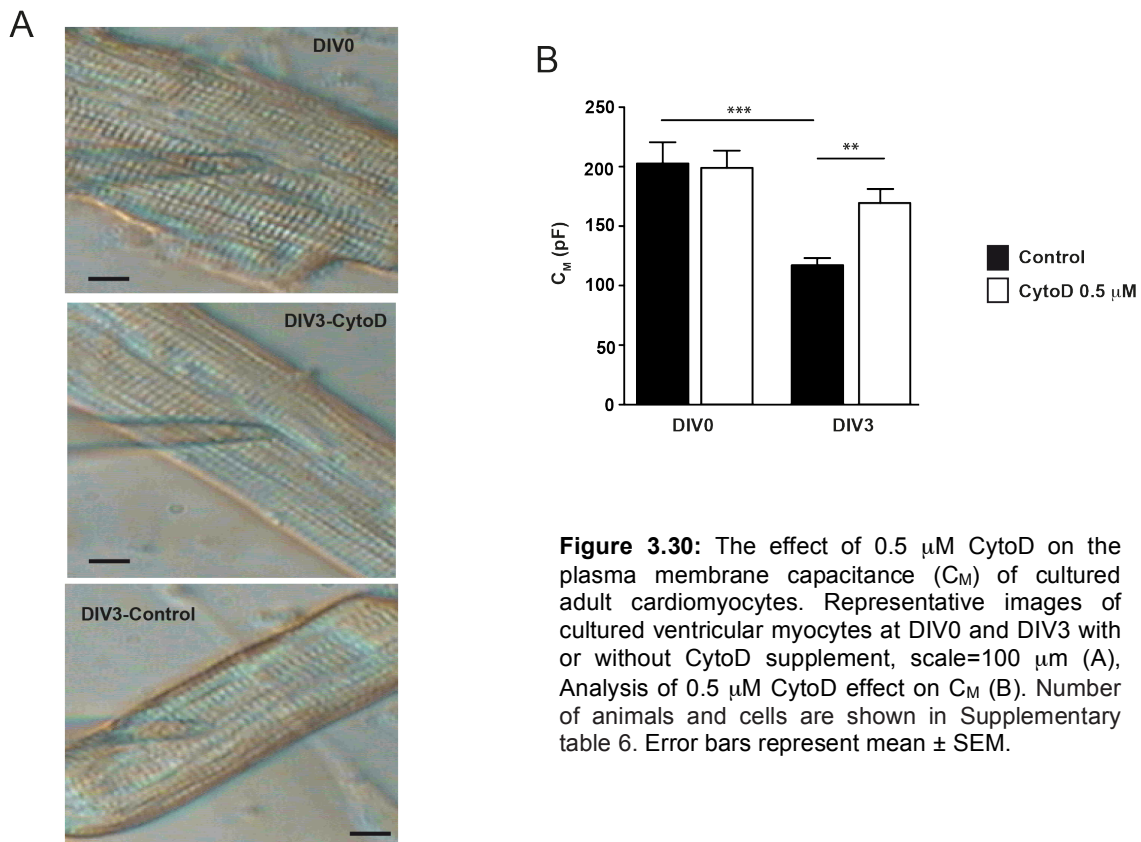 A
DIV0
DIV3-CytoD
DIV3-Control
B
250
200
150
100
50
0
C_M (pF)
***
**
DIV0
DIV3
Control
CytoD 0.5 μM
Figure 3.30: The effect of 0.5 μM CytoD on the
plasma membrane capacitance (C_M) of cultured
adult cardiomyocytes. Representative images of
cultured ventricular myocytes at DIV0 and DIV3 with
or without CytoD supplement, scale=100 μm (A),
Analysis of 0.5 μM CytoD effect on C_M (B). Number
of animals and cells are shown in Supplementary
table 6. Error bars represent mean ± SEM.